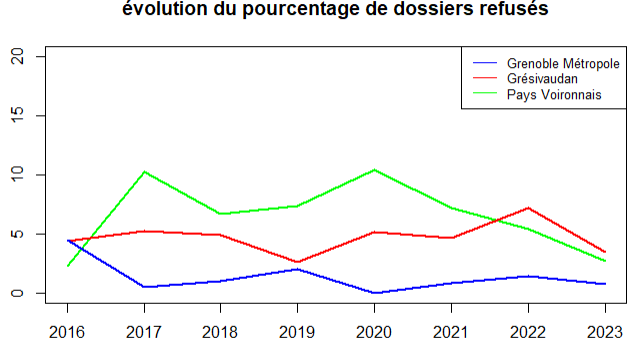 évolution du pourcentage de dossiers refusés
20
15
10
5
0
Grenoble Métropole
Grésivaudan
Pays Voironnais
2016 2017 2018 2019 2020 2021 2022 2023